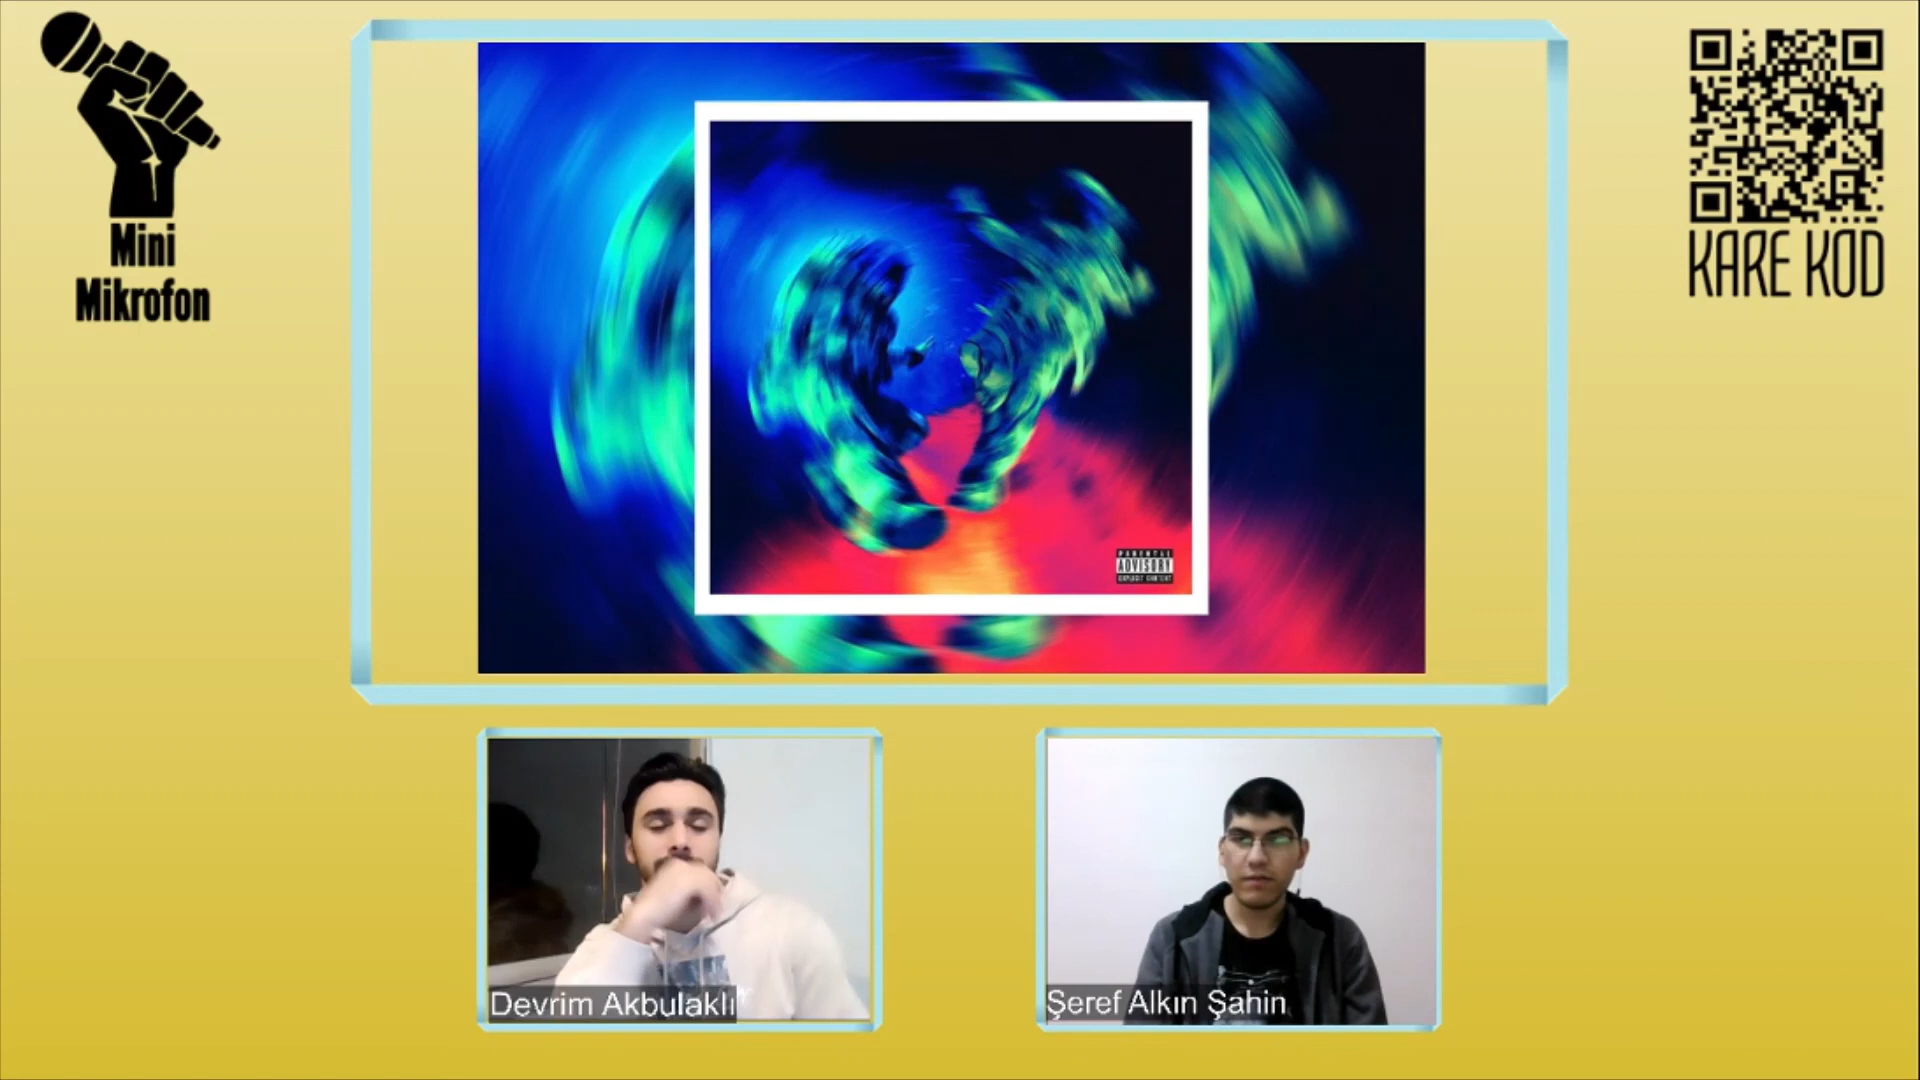 Mini
Mikrofon
KARE KOD
PARENTAL
ADVISORY
EXPLICIT CONTENT
Devrim Akbulaklı
Şeref Alkın Şahin